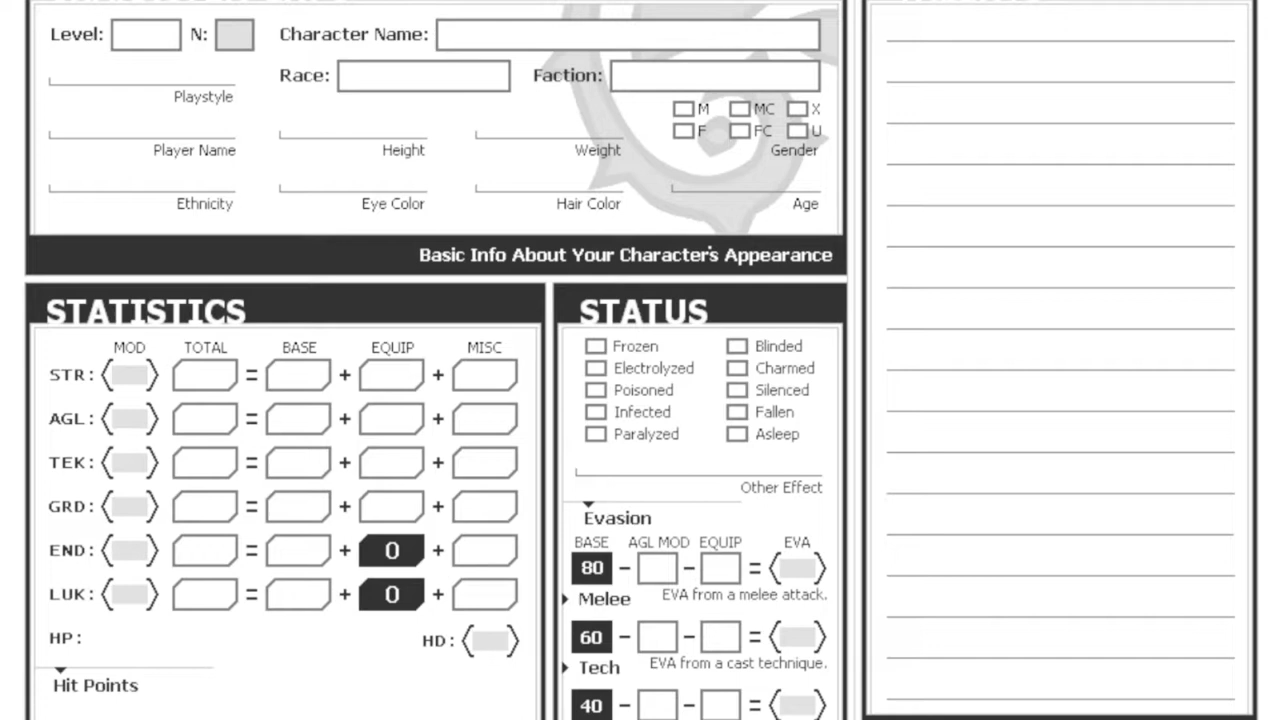 Level: N: Character Name:
Race: Faction:
Playstyle
M MC X
F FC U
Player Name Height Weight Gender
Ethnicity Eye Color Hair Color Age
Basic Info About Your Character's Appearance
STATISTICS
MOD TOTAL BASE EQUIP MISC
STR: = + +
AGL: = + +
TEK: = + +
GRD: = + +
END: = + 0 +
LUK: = + 0 +
HP: HD:
Hit Points
STATUS
Frozen Blinded
Electrolyzed Charmed
Poisoned Silenced
Infected Fallen
Paralyzed Asleep
Other Effect
Evasion
BASE AGL MOD EQUIP EVA
80 - - =
Melee EVA from a melee attack.
60 - - =
Tech EVA from a cast technique.
40 - - =